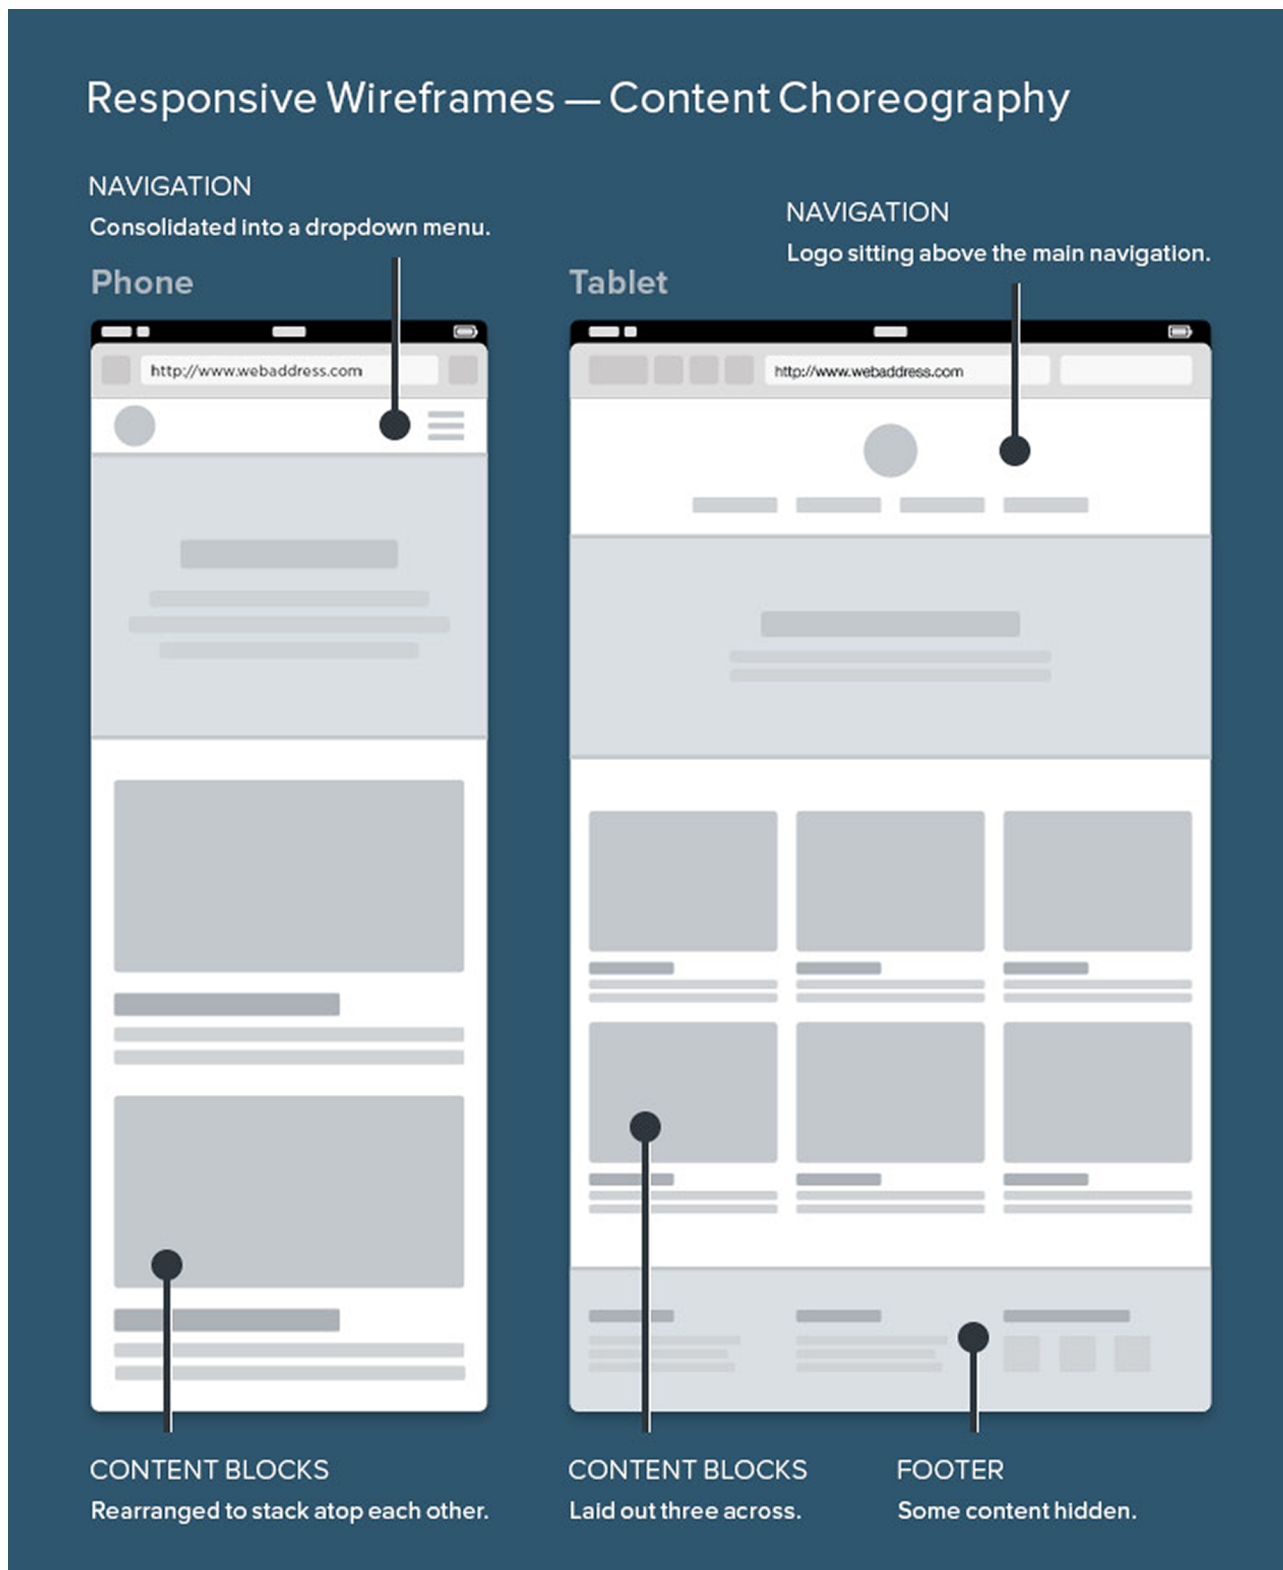 Responsive Wireframes — Content Choreography
NAVIGATION
Consolidated into a dropdown menu.
NAVIGATION
Logo sitting above the main navigation.
Phone
Tablet
http://www.webaddress.com
http://www.webaddress.com
CONTENT BLOCKS
Rearranged to stack atop each other.
CONTENT BLOCKS
Laid out three across.
FOOTER
Some content hidden.